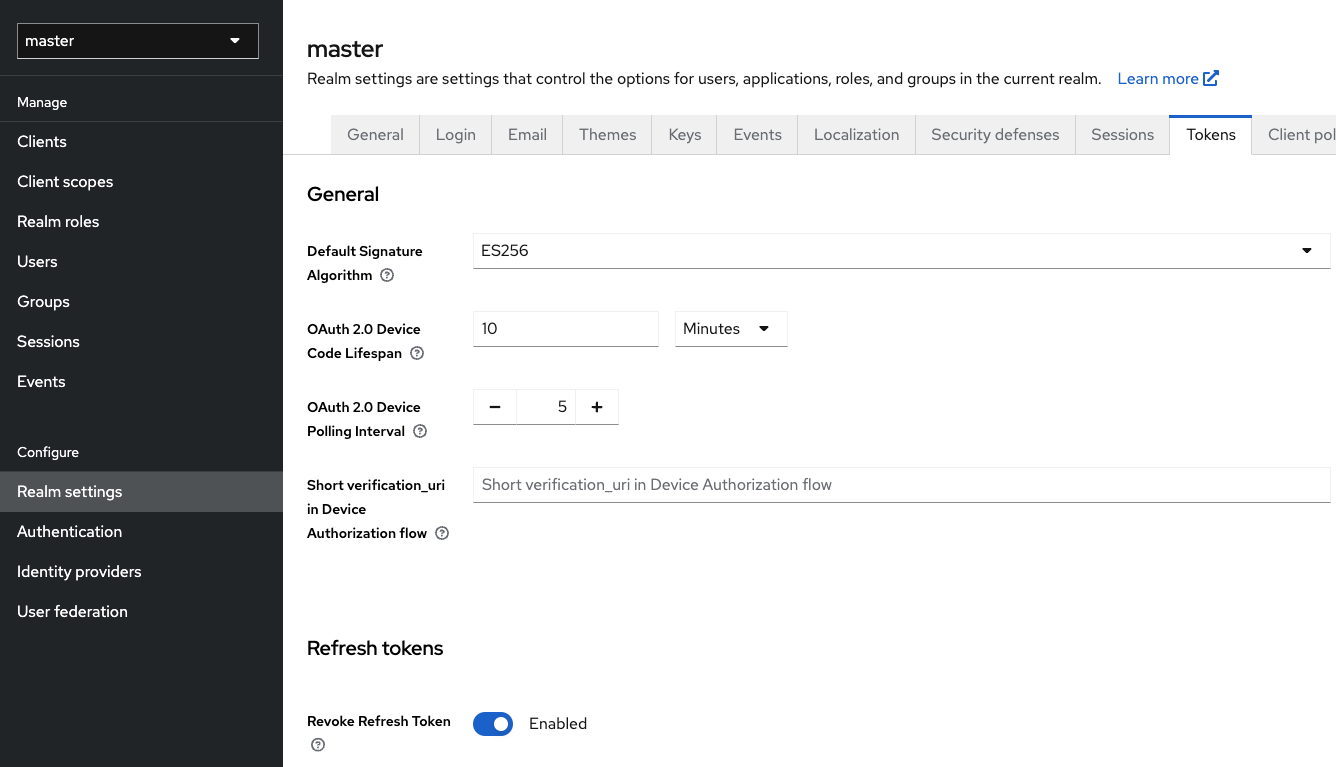 master
Manage
Clients
Client scopes
Realm roles
Users
Groups
Sessions
Events
Configure
Realm settings
Authentication
Identity providers
User federation
master
Realm settings are settings that control the options for users, applications, roles, and groups in the current realm. Learn more
General Login Email Themes Keys Events Localization Security defenses Sessions Tokens Client pol
General
Default Signature
Algorithm
ES256
OAuth 2.0 Device
Code Lifespan
10 Minutes
OAuth 2.0 Device
Polling Interval
5
Short verification_uri
in Device
Authorization flow
Short verification_uri in Device Authorization flow
Refresh tokens
Revoke Refresh Token
Enabled